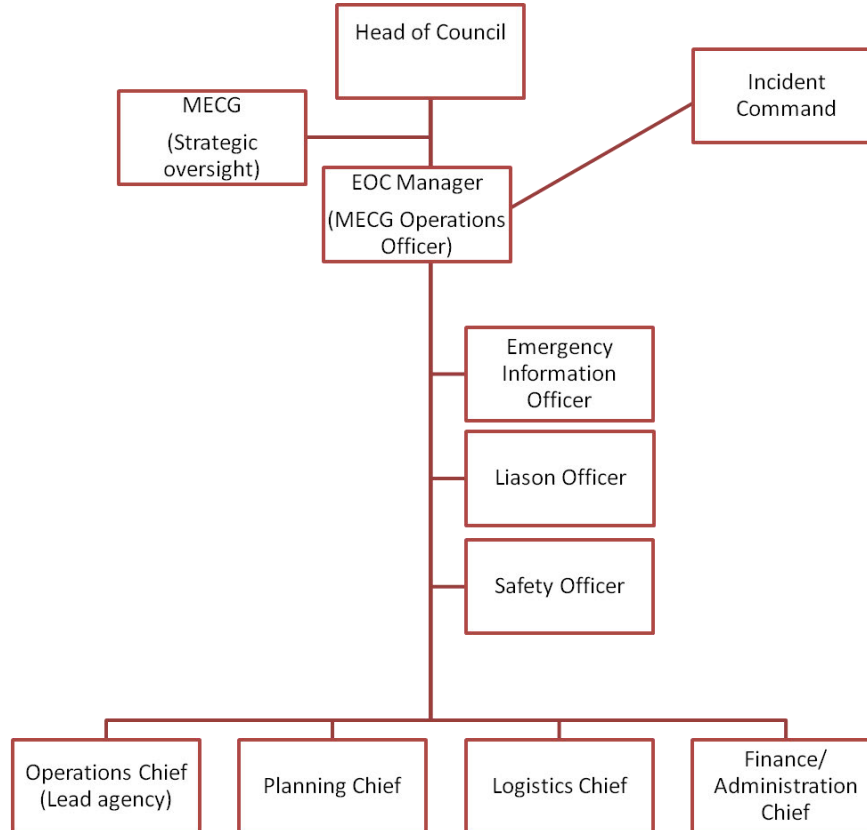 Head of Council
MECG
(Strategic
oversight)
Incident
Command
EOC Manager
(MECG Operations
Officer)
Emergency
Information
Officer
Liason Officer
Safety Officer
Operations Chief
(Lead agency)
Planning Chief
Logistics Chief
Finance/
Administration
Chief